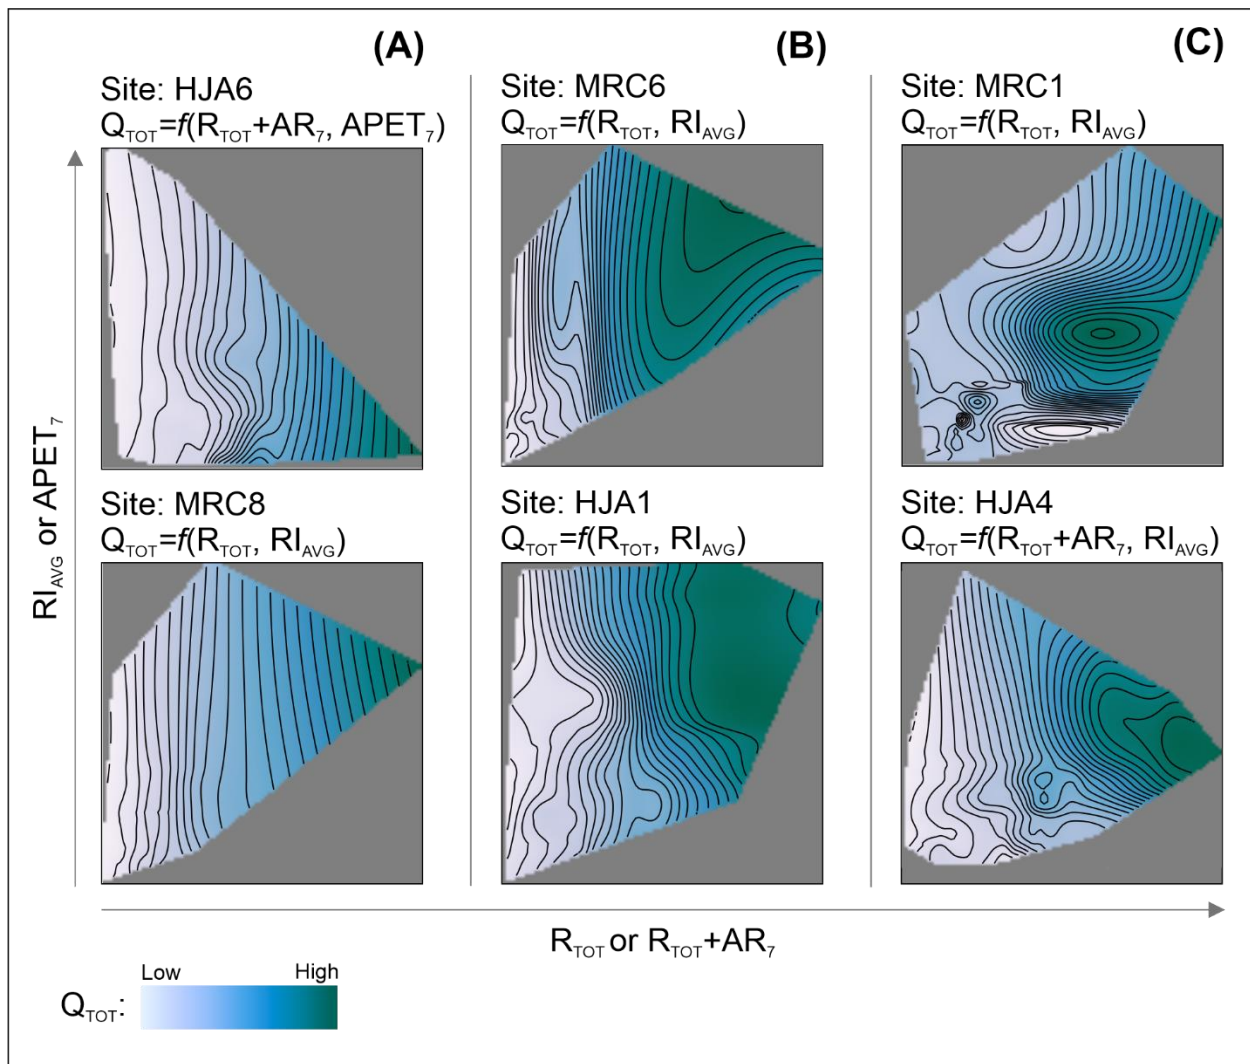 (A)
Site: HJA6
Q_TOT=f(R_TOT+AR_7, APET_7)
(B)
Site: MRC6
Q_TOT=f(R_TOT, RI_AVG)
(C)
Site: MRC1
Q_TOT=f(R_TOT, RI_AVG)
Site: MRC8
Q_TOT=f(R_TOT, RI_AVG)
Site: HJA1
Q_TOT=f(R_TOT, RI_AVG)
Site: HJA4
Q_TOT=f(R_TOT+AR_7, RI_AVG)
RI_AVG or APET_7
R_TOT or R_TOT+AR_7
Low High
Q_TOT: